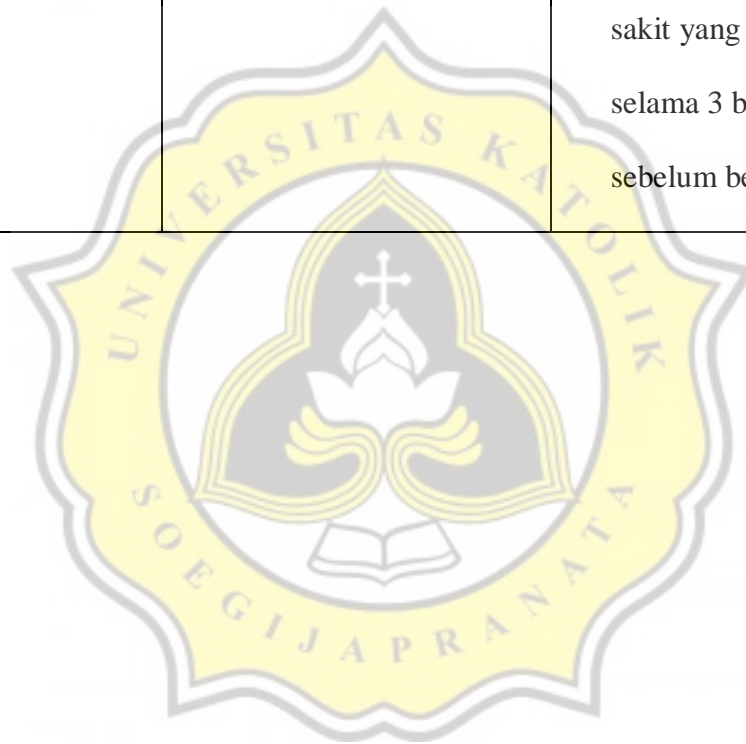 sakit yang
selama 3 b
sebelum be
UNIVERSITAS KATOLIK
SOEGIJAPRANATA